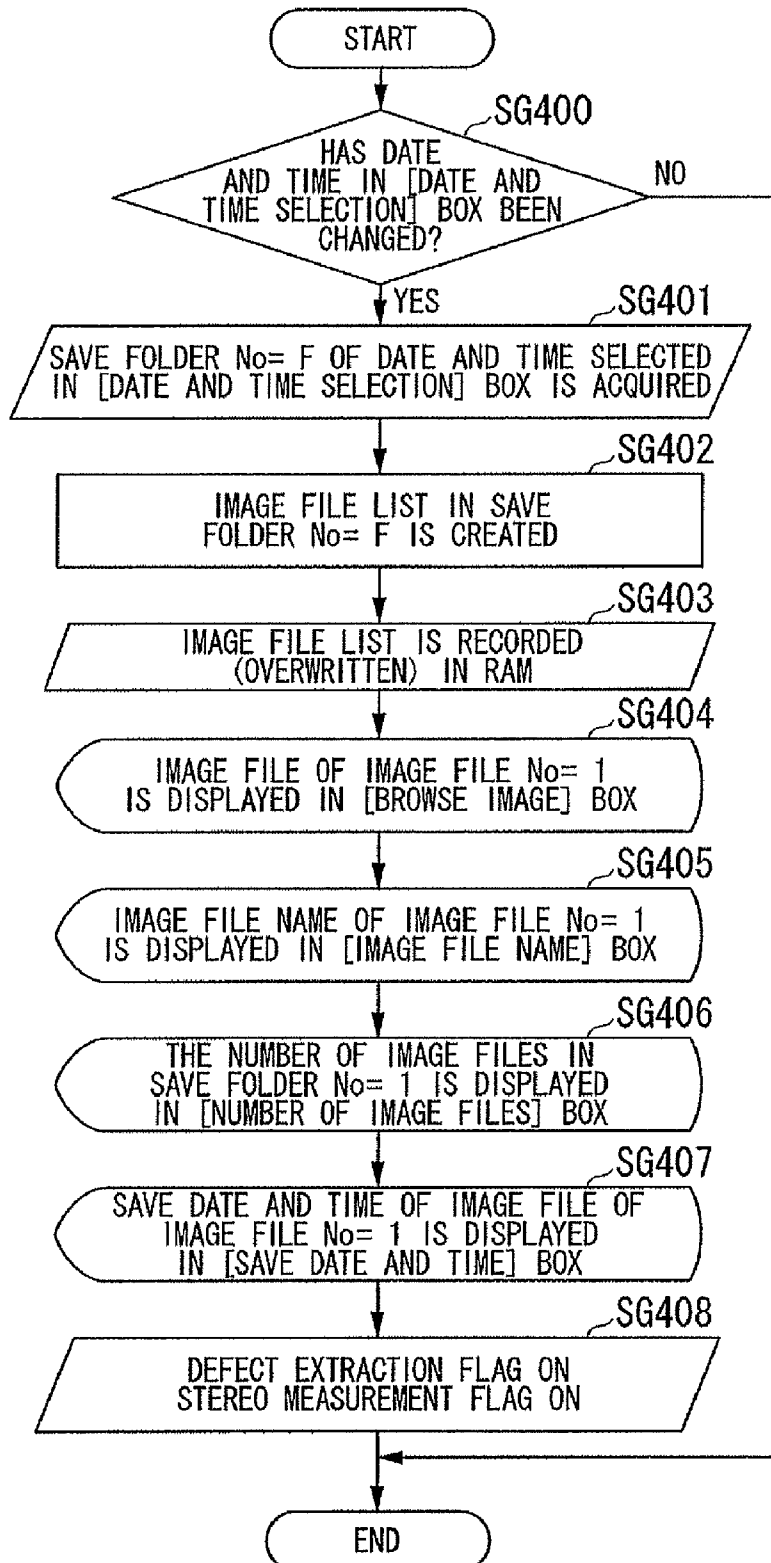 START
SG400
HAS DATE
AND TIME IN [DATE AND
TIME SELECTION] BOX BEEN
CHANGED?
NO
YES
SG401
SAVE FOLDER No= F OF DATE AND TIME SELECTED
IN [DATE AND TIME SELECTION] BOX IS ACQUIRED
SG402
IMAGE FILE LIST IN SAVE
FOLDER No= F IS CREATED
SG403
IMAGE FILE LIST IS RECORDED
(OVERWRITTEN) IN RAM
SG404
IMAGE FILE OF IMAGE FILE No= 1
IS DISPLAYED IN [BROWSE IMAGE] BOX
SG405
IMAGE FILE NAME OF IMAGE FILE No= 1
IS DISPLAYED IN [IMAGE FILE NAME] BOX
SG406
THE NUMBER OF IMAGE FILES IN
SAVE FOLDER No= 1 IS DISPLAYED
IN [NUMBER OF IMAGE FILES] BOX
SG407
SAVE DATE AND TIME OF IMAGE FILE OF
IMAGE FILE No= 1 IS DISPLAYED
IN [SAVE DATE AND TIME] BOX
SG408
DEFECT EXTRACTION FLAG ON
STEREO MEASUREMENT FLAG ON
END